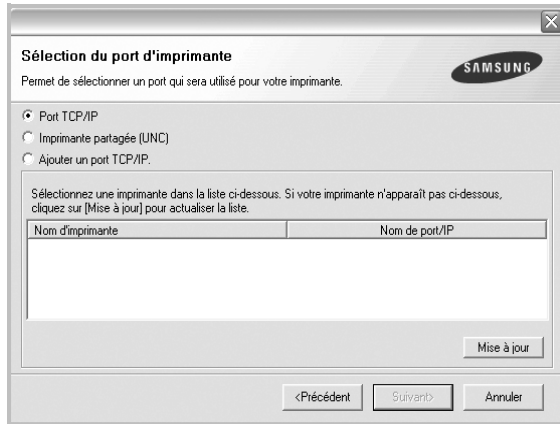 Sélection du port d'imprimante
Permet de sélectionner un port qui sera utilisé pour votre imprimante.
SAMSUNG
Port TCP/IP
Imprimante partagée (UNC)
Ajouter un port TCP/IP.
Sélectionnez une imprimante dans la liste ci-dessous. Si votre imprimante n'apparaît pas ci-dessous,
cliquez sur [Mise à jour] pour actualiser la liste.
Nom d'imprimante Nom de port/IP
Mise à jour
<Précédent Suivant> Annuler